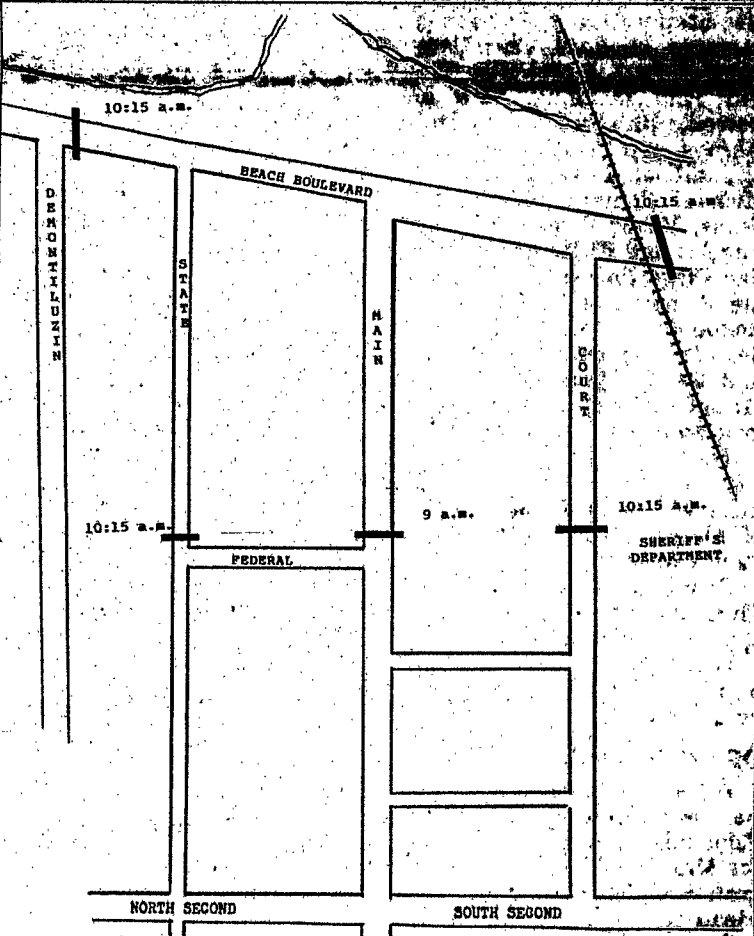 10:15 a.m.
BEACH BOULEVARD
DEMONTILUZIN
10:15 a.m.
STATE
MAIN
COURT
10:15 a.m.
9 a.m.
10:15 a.m.
SHERIFF'S
DEPARTMENT
FEDERAL
NORTH SECOND
SOUTH SECOND